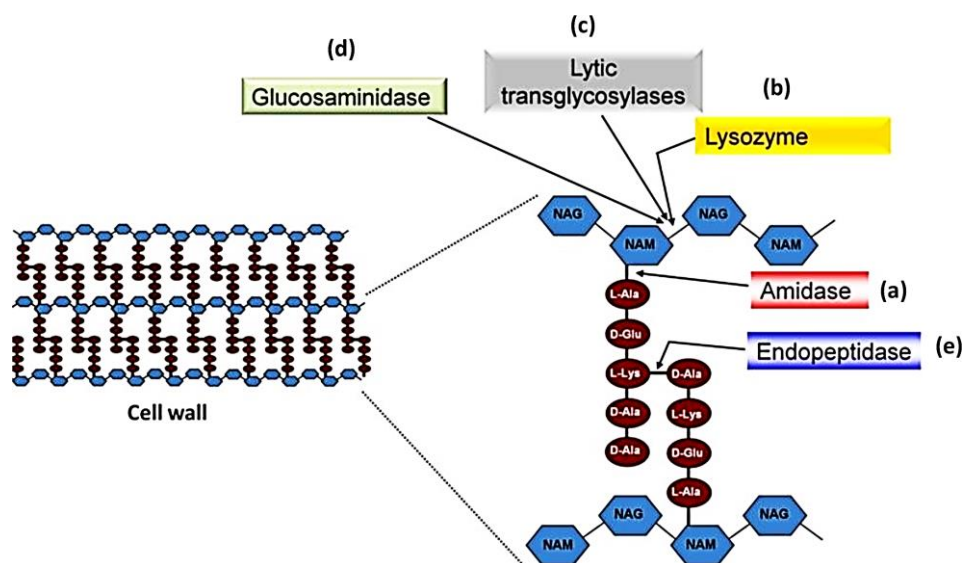 (c)
(d)
Lytic
transglycosylases
(b)
Glucosaminidase
Lysozyme
NAG
NAG
NAM
NAM
Amidase
(a)
L-Ala
D-Glu
Endopeptidase
(e)
L-Lys
D-Ala
Cell wall
D-Ala
L-Lys
D-Ala
D-Glu
L-Ala
NAG
NAG
NAM
NAM